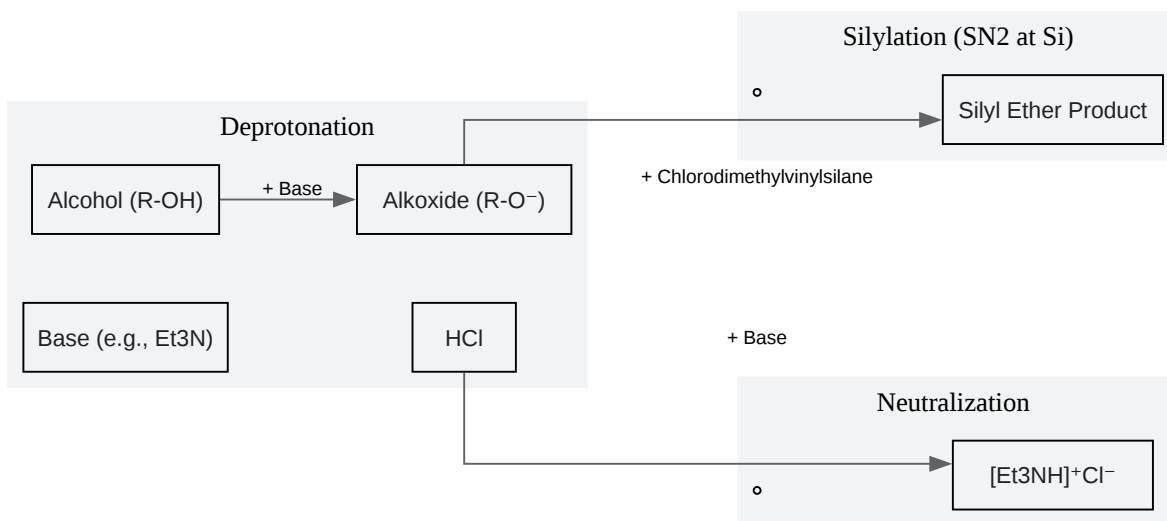 Silylation (SN2 at Si)
Silyl Ether Product
Deprotonation
Alcohol (R-OH)
+ Base
Alkoxide (R-O⁻)
+ Chlorodimethylvinylsilane
Base (e.g., Et3N)
HCl
+ Base
Neutralization
[Et3NH]⁺Cl⁻